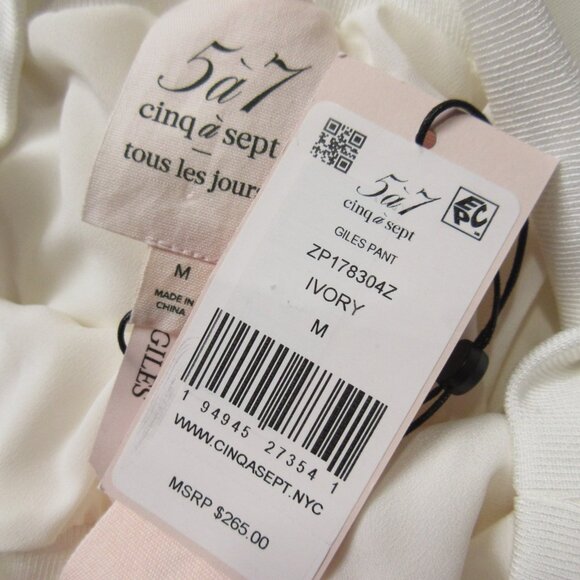 5à7
cinq à sept
tous les jours
M
MADE IN
CHINA
GILES
5à7
cinq à sept
EPC
GILES PANT
ZP178304Z
IVORY
M
1 94945 27354 1
WWW.CINQASEPT.NYC
MSRP $265.00